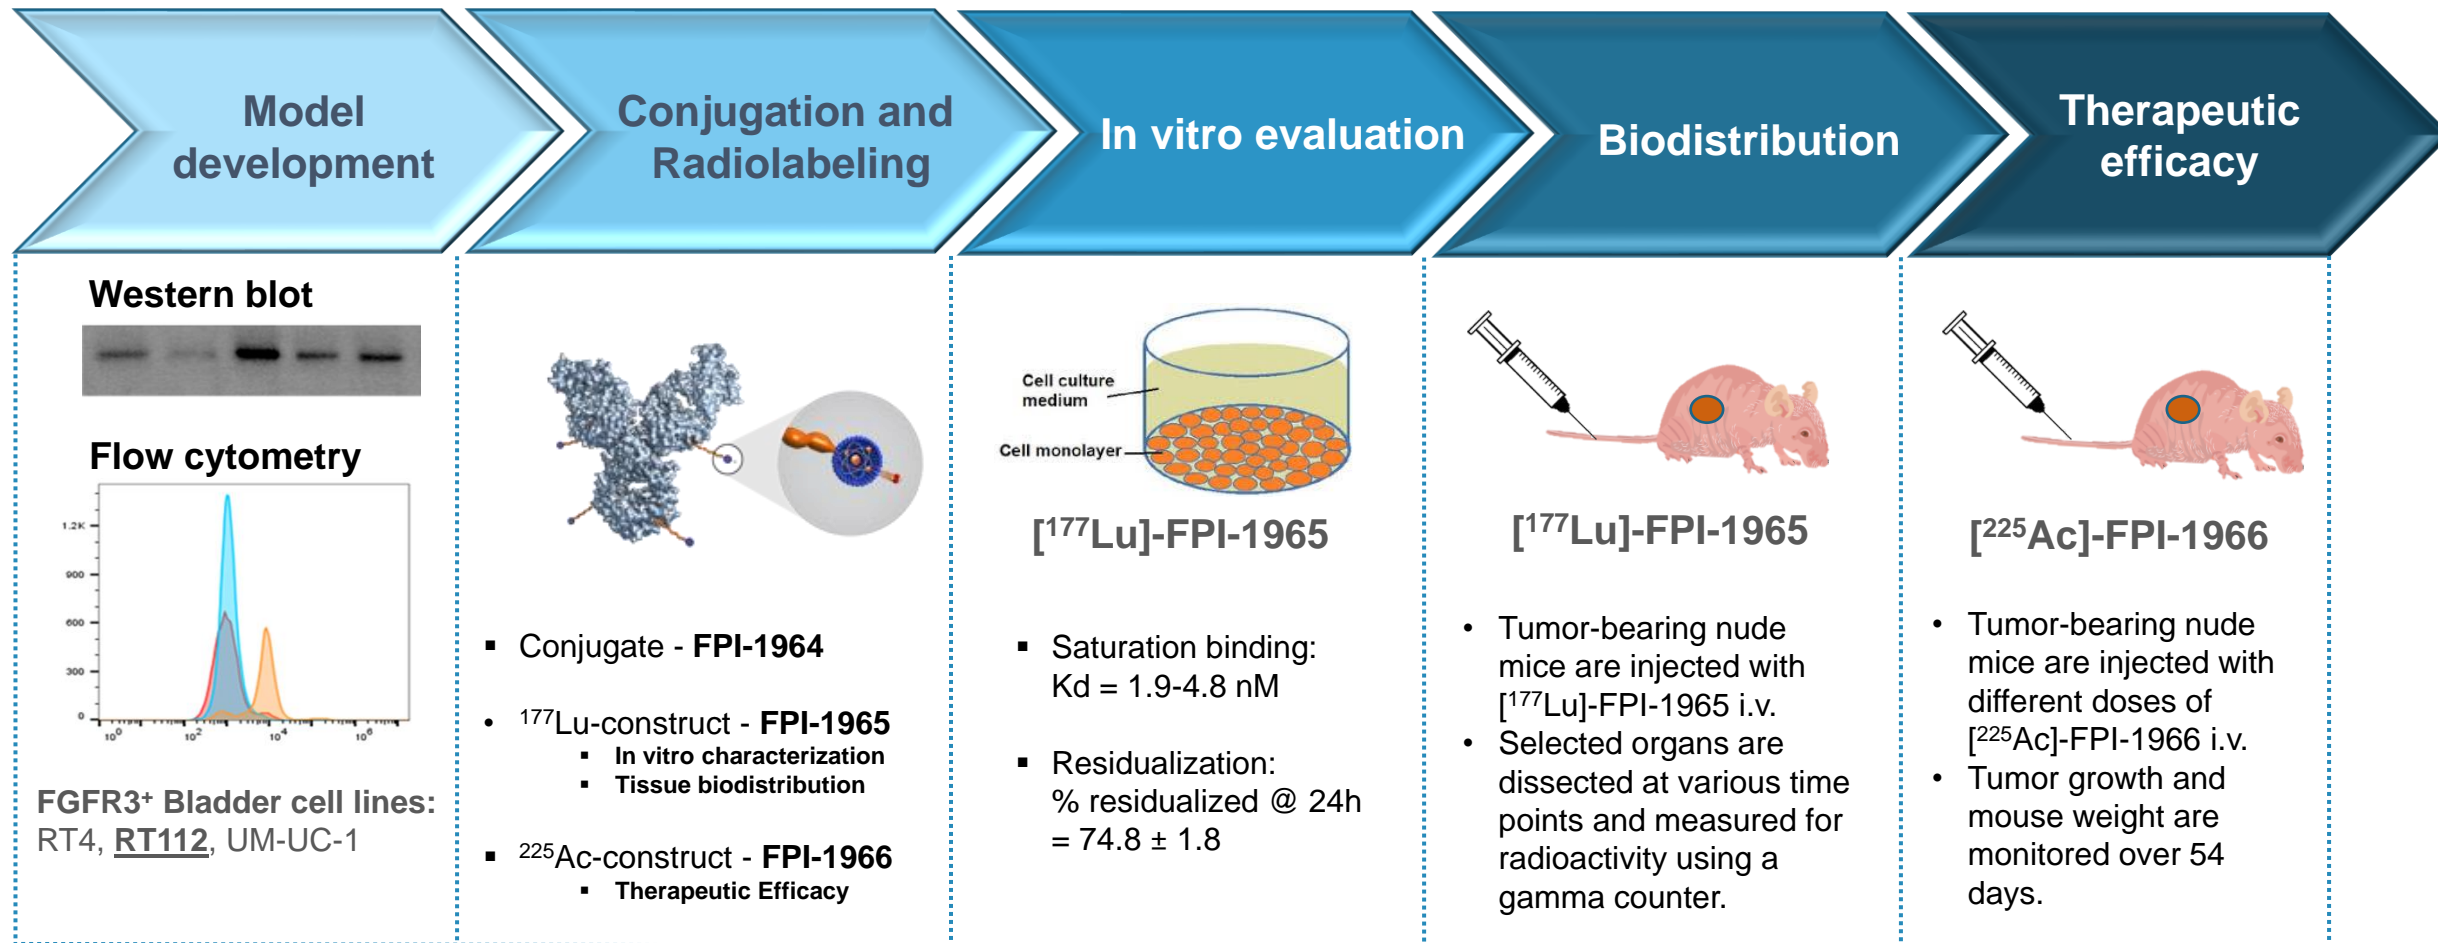 Model
development
Conjugation and
Radiolabeling
In vitro evaluation
Biodistribution
Therapeutic
efficacy
Western blot
Flow cytometry
1.2K
900
600
300
0
10⁰
10²
10⁴
10⁶
FGFR3⁺ Bladder cell lines:
RT4, RT112, UM-UC-1
▪ Conjugate - FPI-1964
• ¹⁷⁷Lu-construct - FPI-1965
▪ In vitro characterization
▪ Tissue biodistribution
▪ ²²⁵Ac-construct - FPI-1966
▪ Therapeutic Efficacy
Cell culture
medium
Cell monolayer
[¹⁷⁷Lu]-FPI-1965
▪ Saturation binding:
Kd = 1.9-4.8 nM
▪ Residualization:
% residualized @ 24h
= 74.8 ± 1.8
[¹⁷⁷Lu]-FPI-1965
• Tumor-bearing nude
mice are injected with
[¹⁷⁷Lu]-FPI-1965 i.v.
• Selected organs are
dissected at various time
points and measured for
radioactivity using a
gamma counter.
[²²⁵Ac]-FPI-1966
• Tumor-bearing nude
mice are injected with
different doses of
[²²⁵Ac]-FPI-1966 i.v.
• Tumor growth and
mouse weight are
monitored over 54
days.